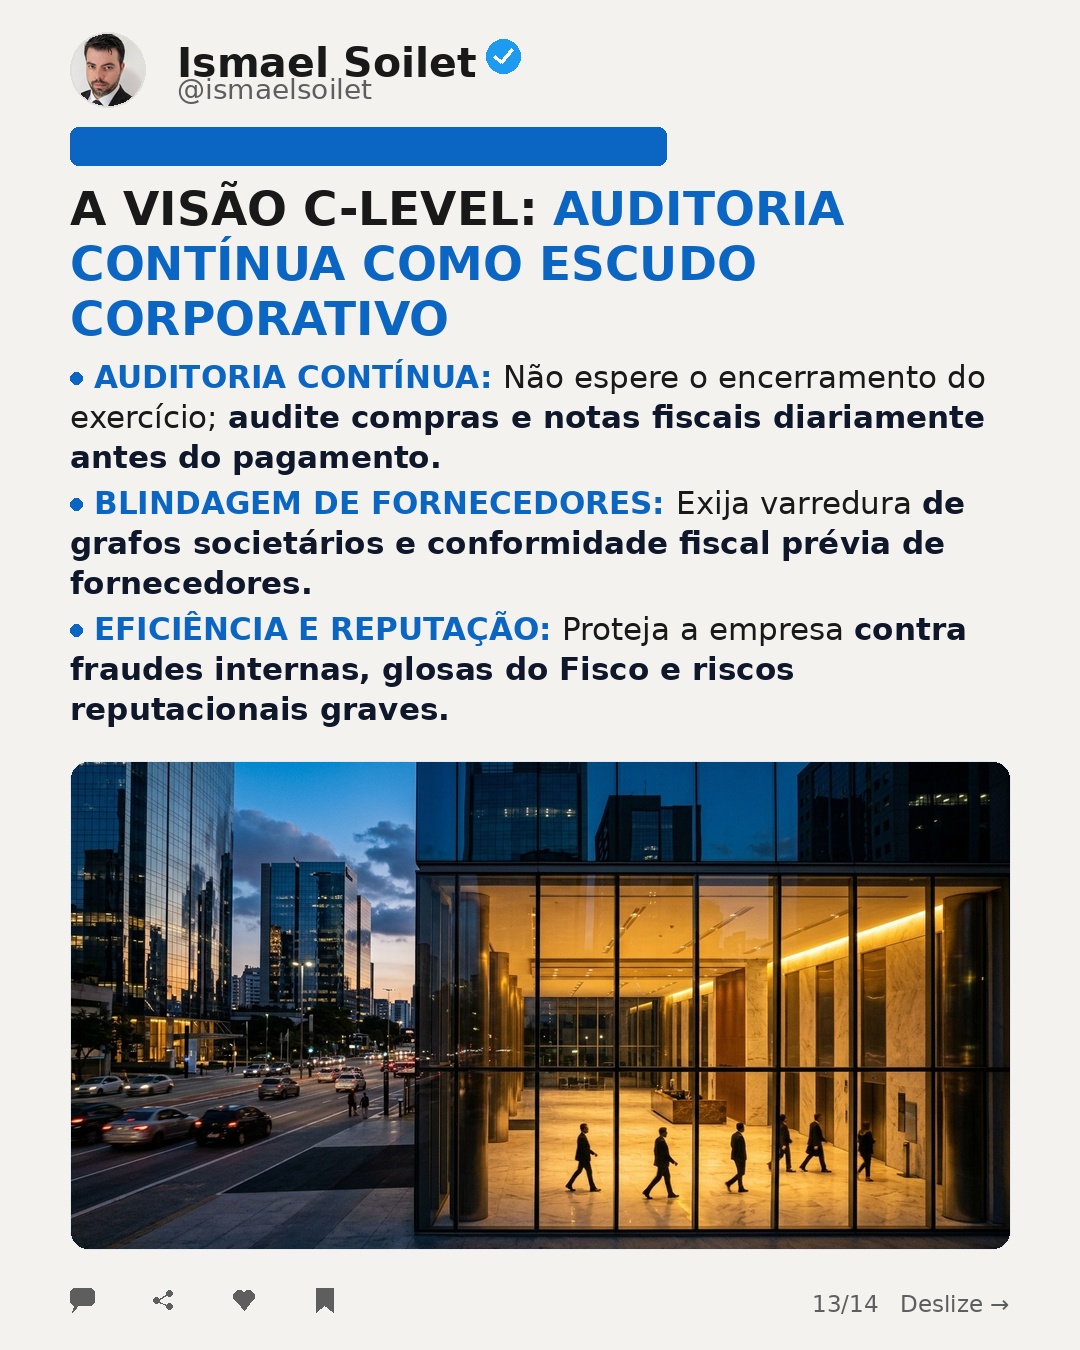 Ismael Soilet
@ismaelsoilet
A VISÃO C-LEVEL: AUDITORIA
CONTÍNUA COMO ESCUDO
CORPORATIVO
• AUDITORIA CONTÍNUA: Não espere o encerramento do
exercício; audite compras e notas fiscais diariamente
antes do pagamento.
• BLINDAGEM DE FORNECEDORES: Exija varredura de
grafos societários e conformidade fiscal prévia de
fornecedores.
• EFICIÊNCIA E REPUTAÇÃO: Proteja a empresa contra
fraudes internas, glosas do Fisco e riscos
reputacionais graves.
13/14 Deslize →